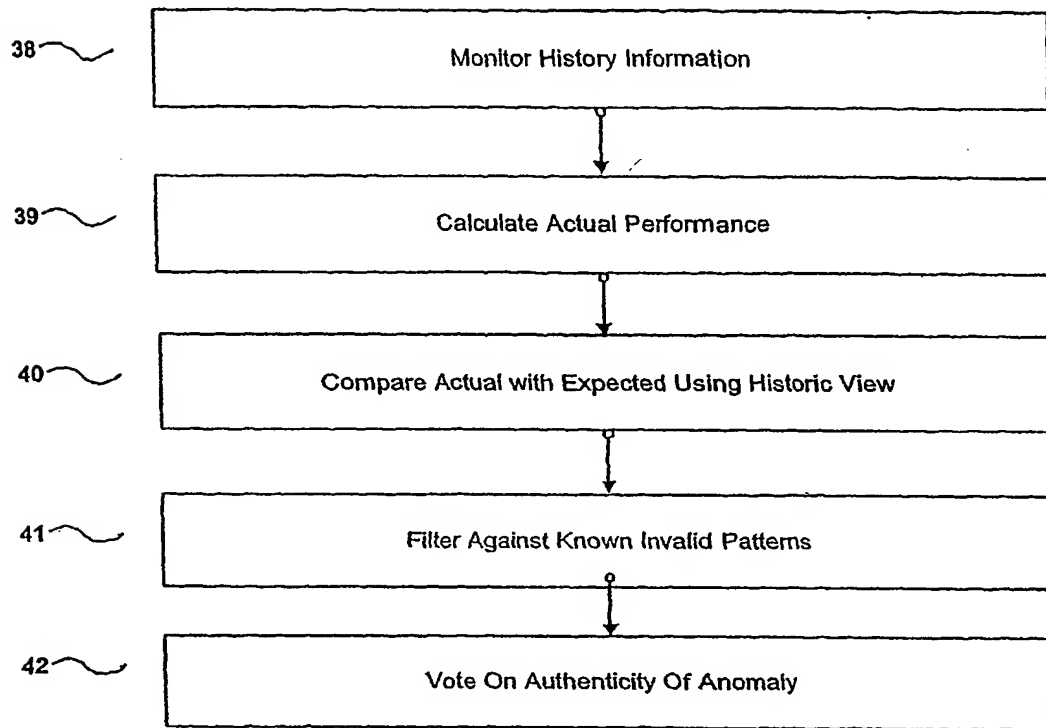 38 Monitor History Information
39 Calculate Actual Performance
40 Compare Actual with Expected Using Historic View
41 Filter Against Known Invalid Patterns
42 Vote On Authenticity Of Anomaly